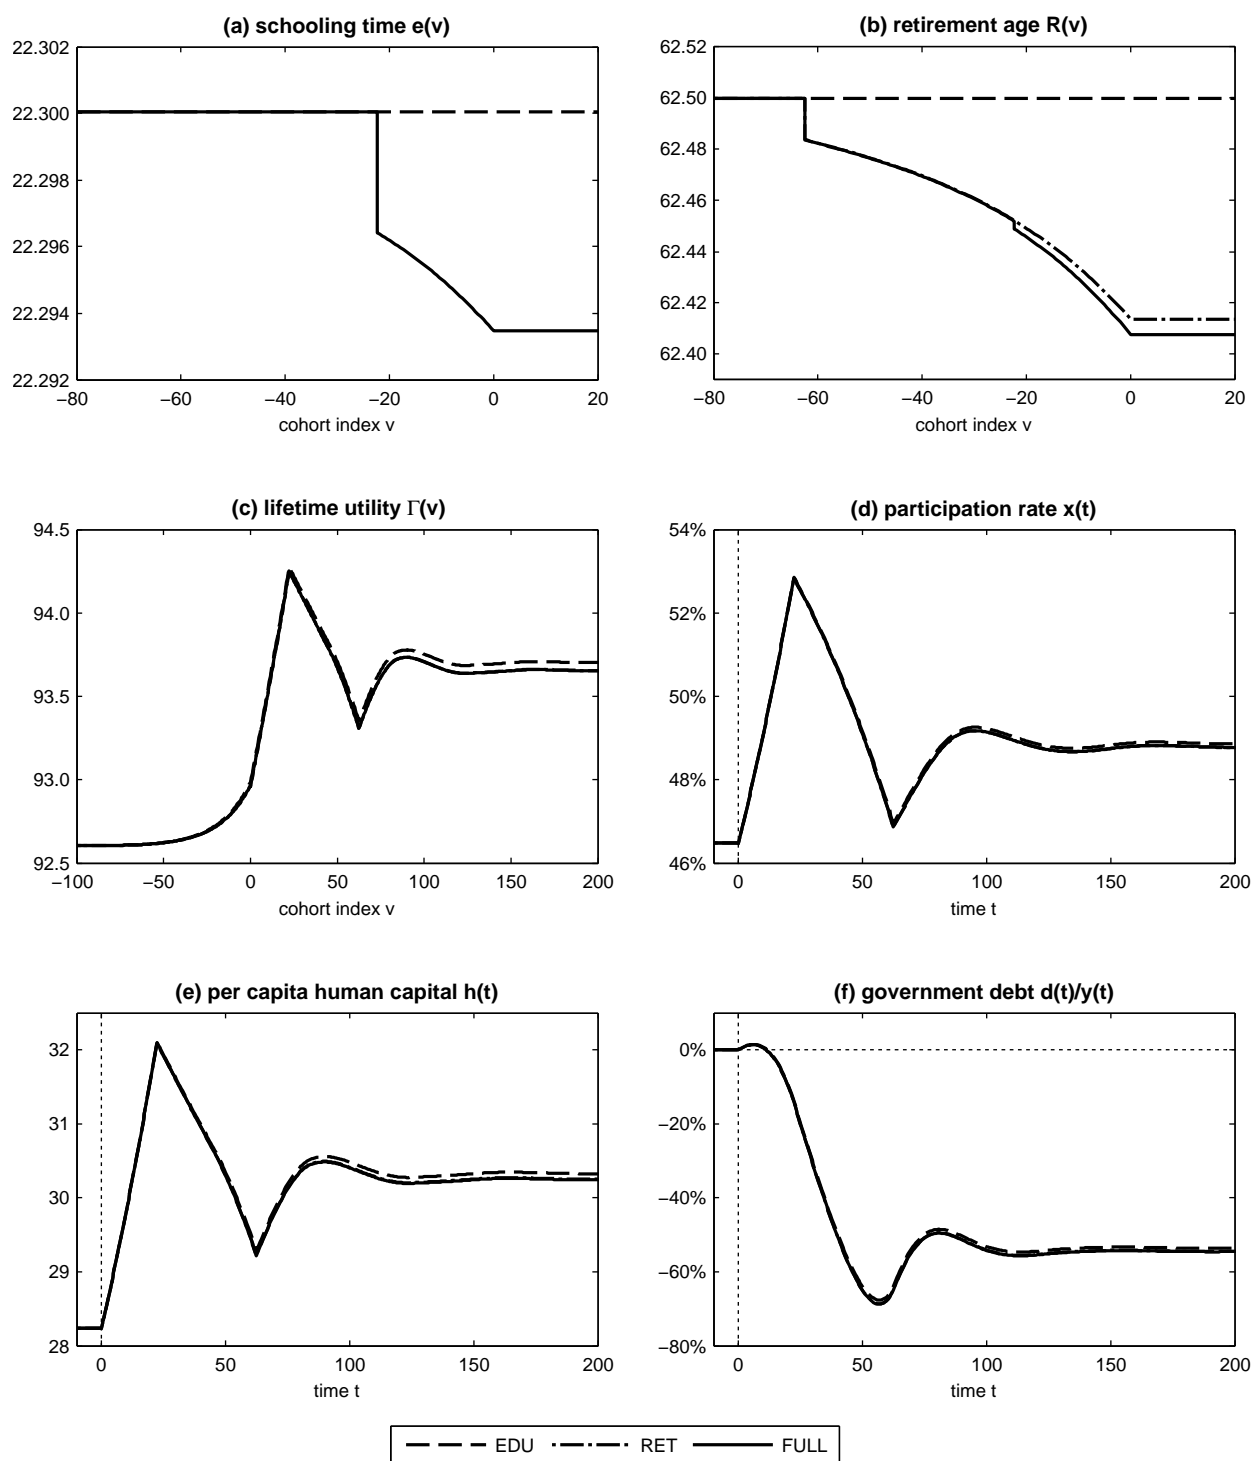 (a) schooling time e(v)
22.302
22.300
22.298
22.296
22.294
22.292
−80 −60 −40 −20 0 20
cohort index v
(b) retirement age R(v)
62.52
62.50
62.48
62.46
62.44
62.42
62.40
−80 −60 −40 −20 0 20
cohort index v
(c) lifetime utility Γ(v)
94.5
94.0
93.5
93.0
92.5
−100 −50 0 50 100 150 200
cohort index v
(d) participation rate x(t)
54%
52%
50%
48%
46%
0 50 100 150 200
time t
(e) per capita human capital h(t)
32
31
30
29
28
0 50 100 150 200
time t
(f) government debt d(t)/y(t)
0%
−20%
−40%
−60%
−80%
0 50 100 150 200
time t
EDU RET FULL